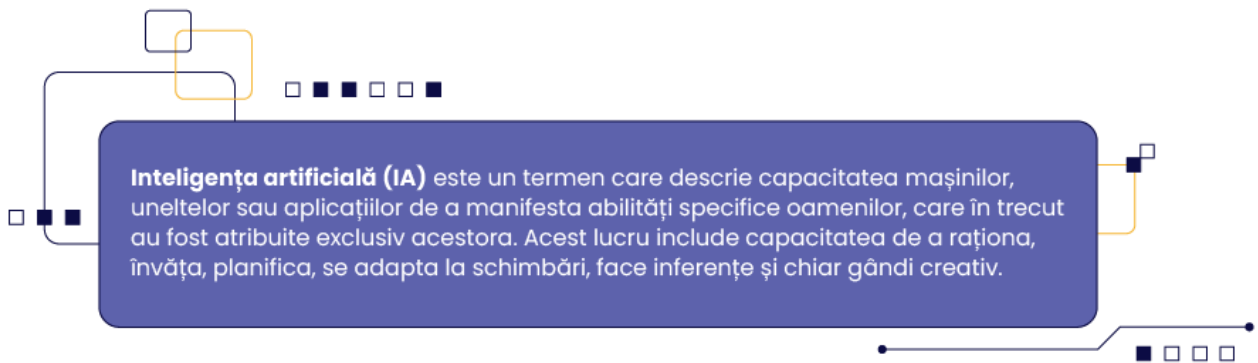 Inteligența artificială (IA) este un termen care descrie capacitatea mașinilor,
uneltelor sau aplicațiilor de a manifesta abilități specifice oamenilor, care în trecut
au fost atribuite exclusiv acestora. Acest lucru include capacitatea de a raționa,
învăța, planifica, se adapta la schimbări, face inferențe și chiar gândi creativ.